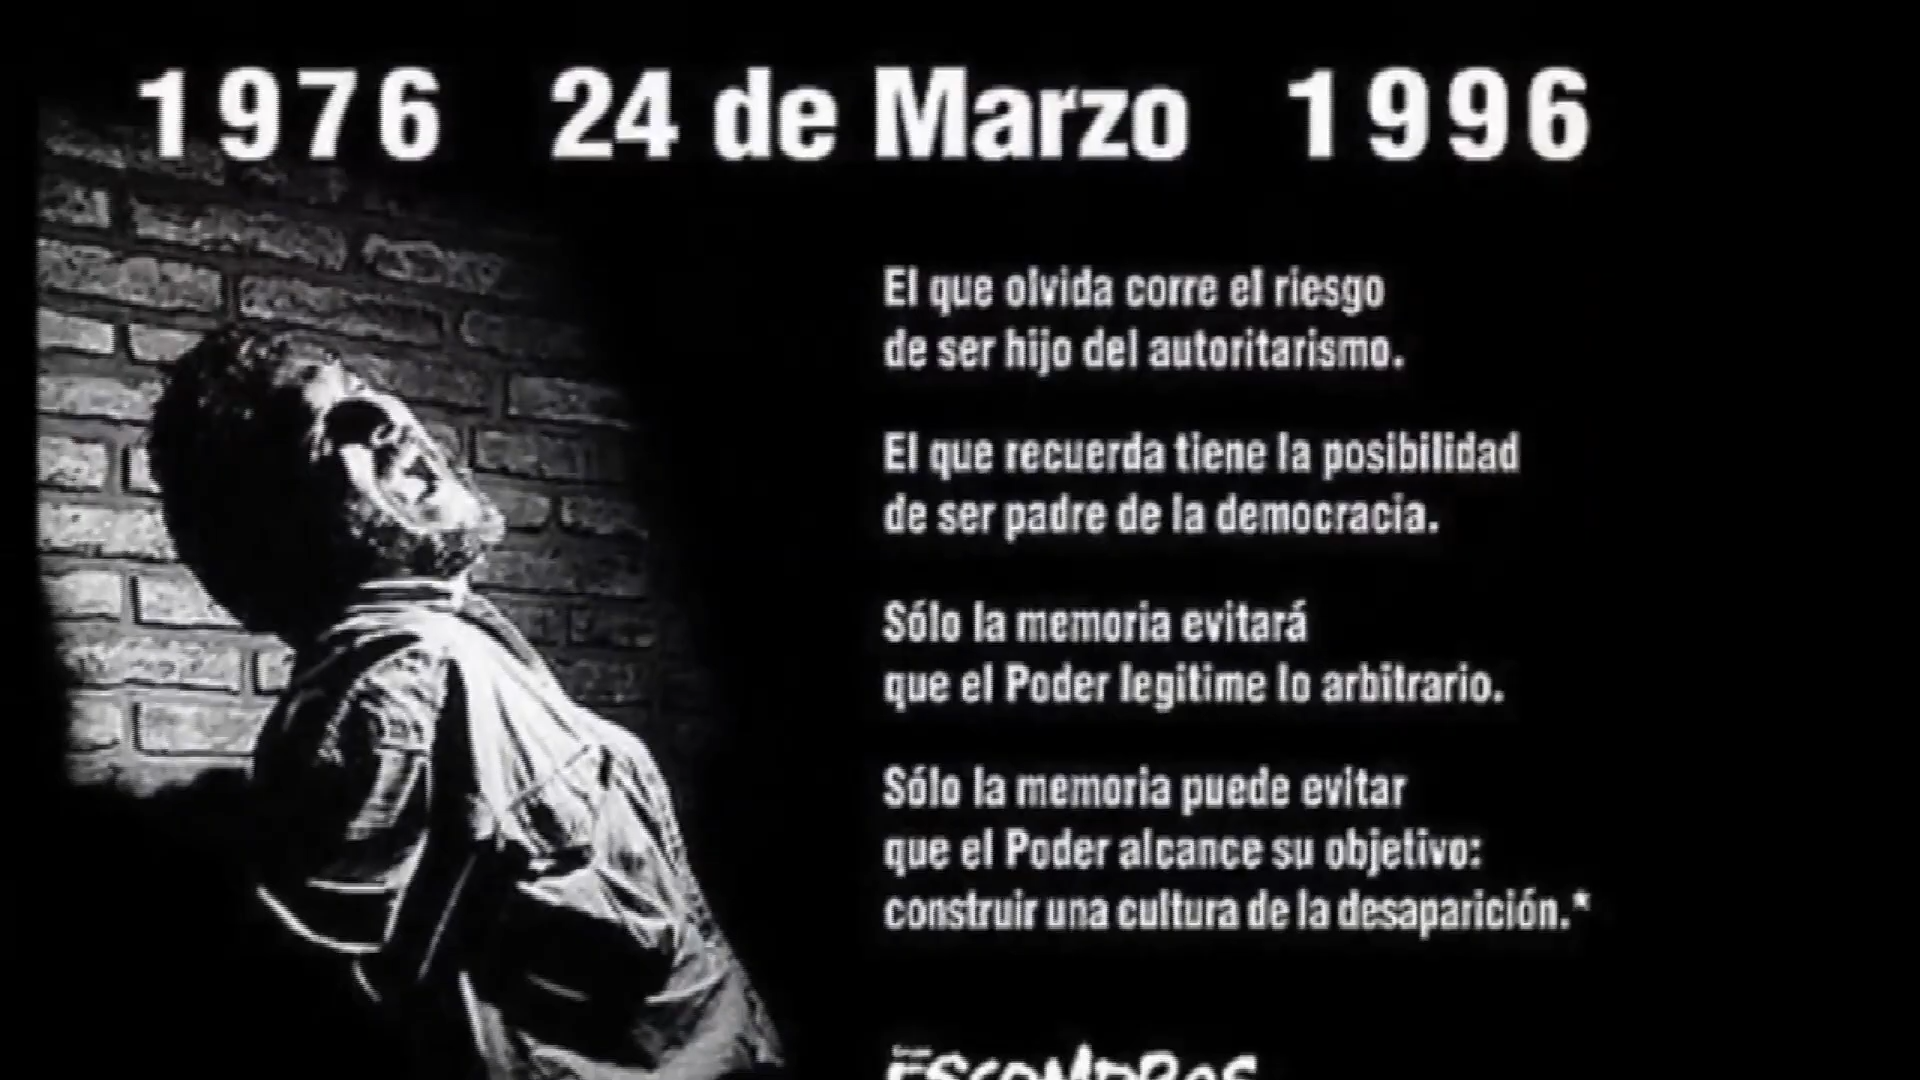 1976 24 de Marzo 1996
El que olvida corre el riesgo
de ser hijo del autoritarismo.
El que recuerda tiene la posibilidad
de ser padre de la democracia.
Sólo la memoria evitará
que el Poder legitime lo arbitrario.
Sólo la memoria puede evitar
que el Poder alcance su objetivo:
construir una cultura de la desaparición.*